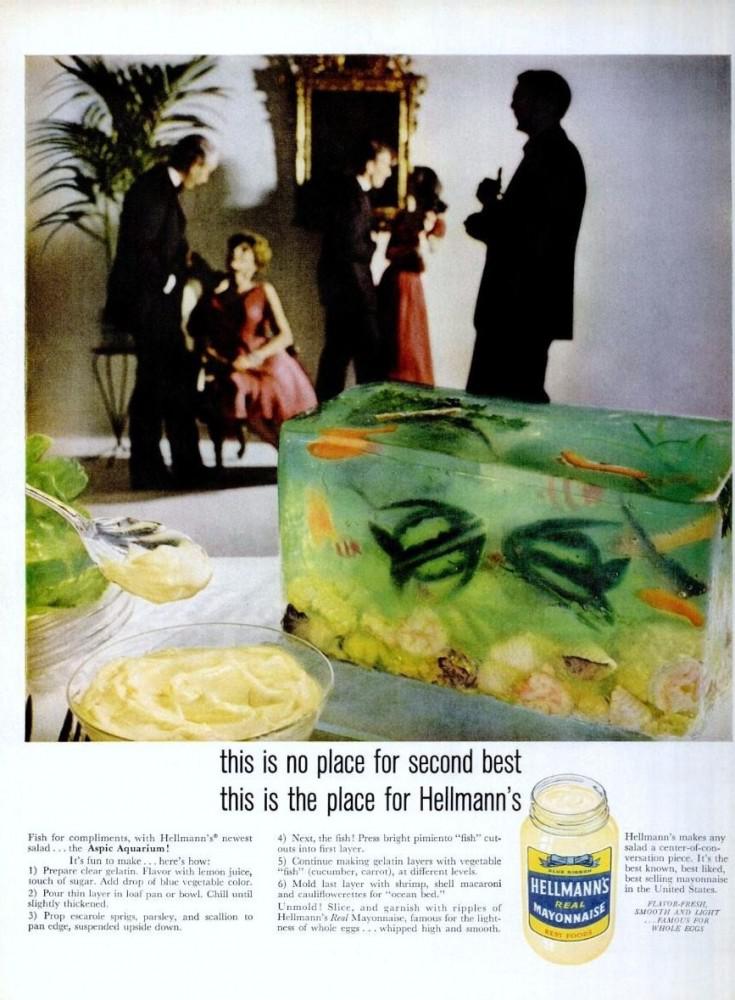 this is no place for second best
this is the place for Hellmann's
Fish for compliments, with Hellmann's® newest
salad . . . the Aspic Aquarium!
It's fun to make . . . here's how:
1) Prepare clear gelatin. Flavor with lemon juice,
touch of sugar. Add drop of blue vegetable color.
2) Pour thin layer in loaf pan or bowl. Chill until
slightly thickened.
3) Prop escarole sprigs, parsley, and scallion to
pan edge, suspended upside down.
4) Next, the fish! Press bright pimiento "fish" cut-
outs into first layer.
5) Continue making gelatin layers with vegetable
"fish" (cucumber, carrot), at different levels.
6) Mold last layer with shrimp, shell macaroni
and cauliflowerettes for "ocean bed."
Unmold! Slice, and garnish with ripples of
Hellmann's Real Mayonnaise, famous for the light-
ness of whole eggs . . . whipped high and smooth.
BLUE RIBBON
HELLMANN'S
REAL
MAYONNAISE
BEST FOODS
Hellmann's makes any
salad a center-of-con-
versation piece. It's the
best known, best liked,
best selling mayonnaise
in the United States.
FLAVOR-FRESH,
SMOOTH AND LIGHT
. . . FAMOUS FOR
WHOLE EGGS